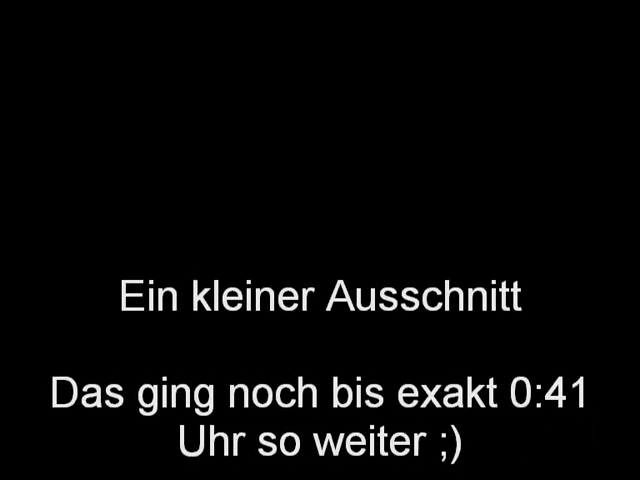 Ein kleiner Ausschnitt
Das ging noch bis exakt 0:41
Uhr so weiter ;)